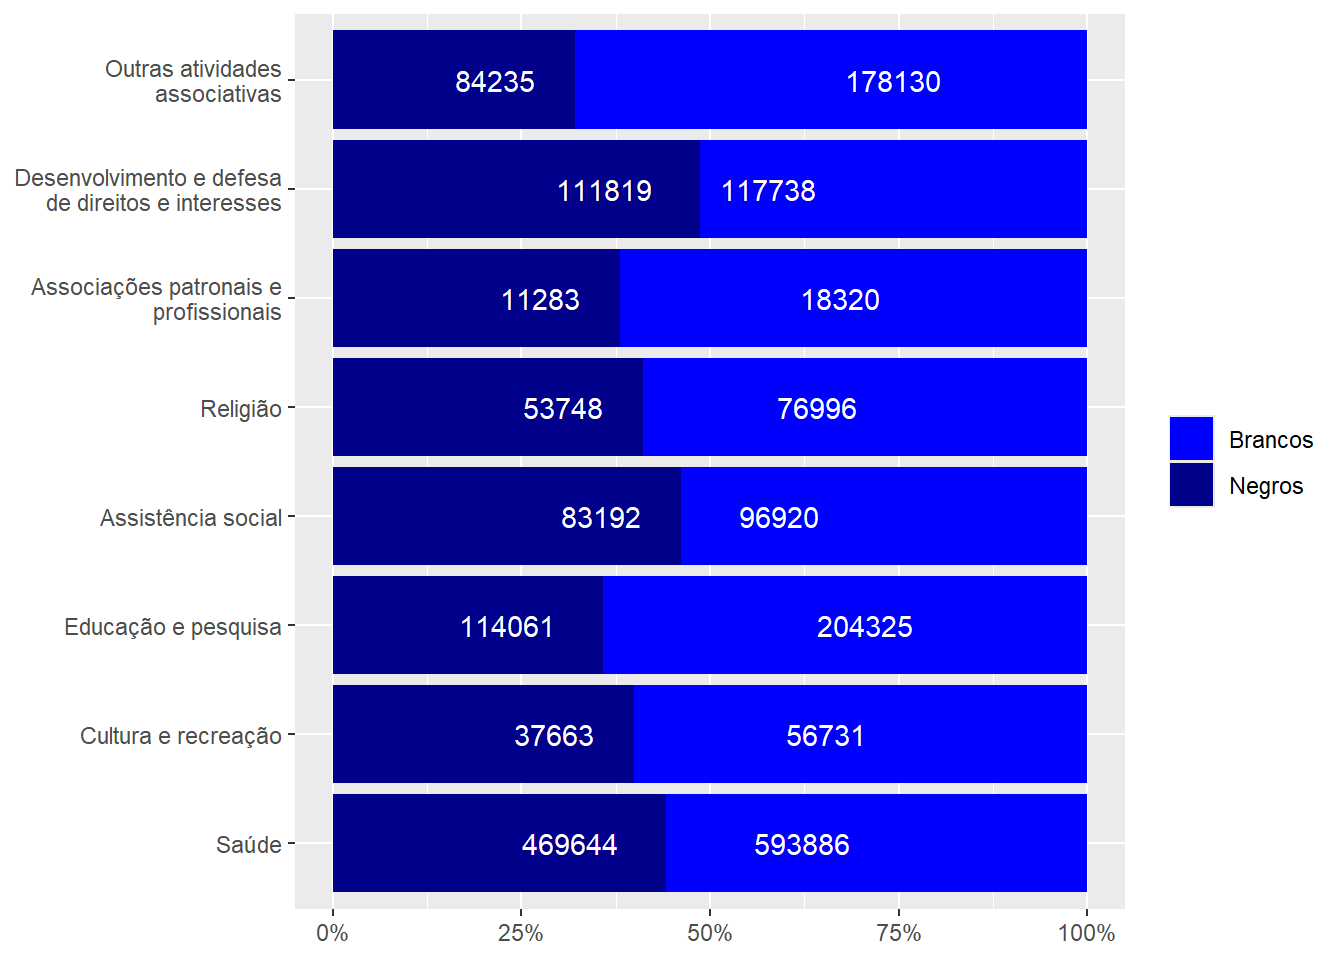 Outras atividades
associativas
84235
178130
Desenvolvimento e defesa
de direitos e interesses
111819
117738
Associações patronais e
profissionais
11283
18320
Religião
53748
76996
Assistência social
83192
96920
Educação e pesquisa
114061
204325
Cultura e recreação
37663
56731
Saúde
469644
593886
0%
25%
50%
75%
100%
Brancos
Negros